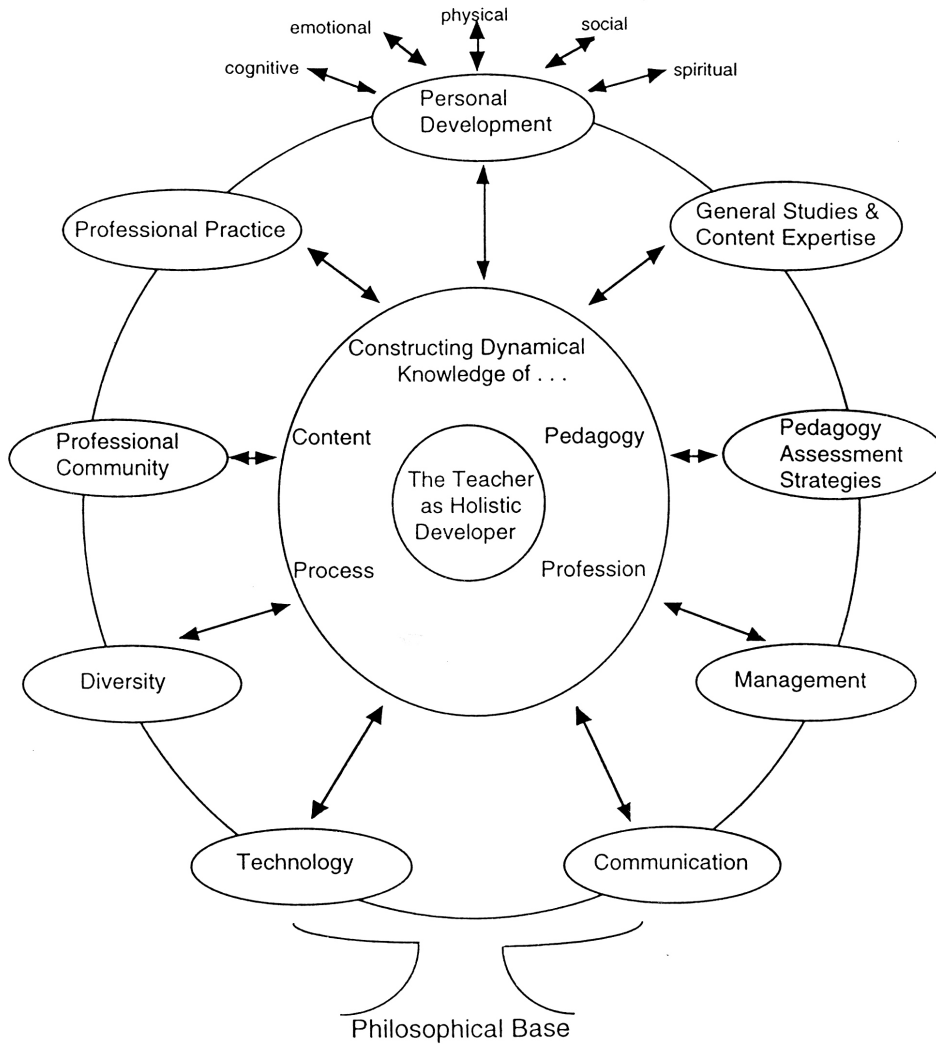 physical
emotional
social
cognitive
spiritual
Personal
Development
Professional Practice
General Studies &
Content Expertise
Constructing Dynamical
Knowledge of . . .
Content
Pedagogy
Professional
Community
Pedagogy
Assessment
Strategies
The Teacher
as Holistic
Developer
Process
Profession
Diversity
Management
Technology
Communication
Philosophical Base